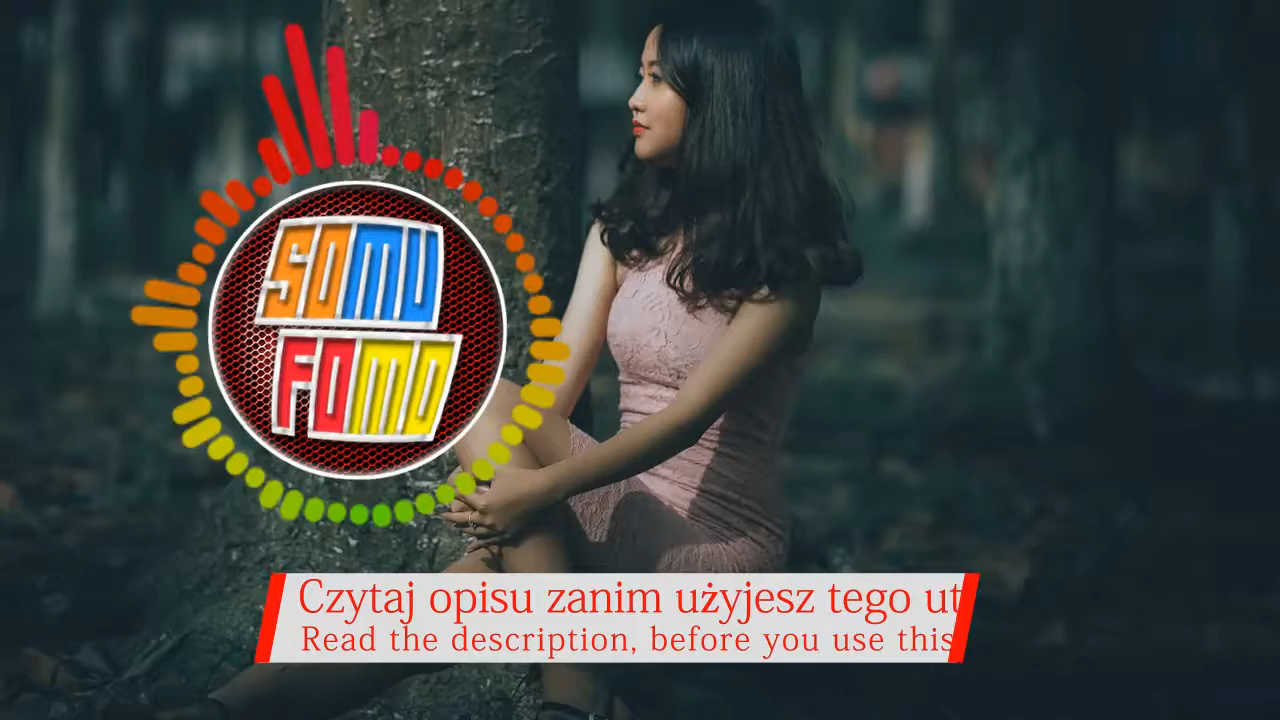 SOMU
FOMO
Czytaj opisu zanim użyjesz tego ut
Read the description, before you use this